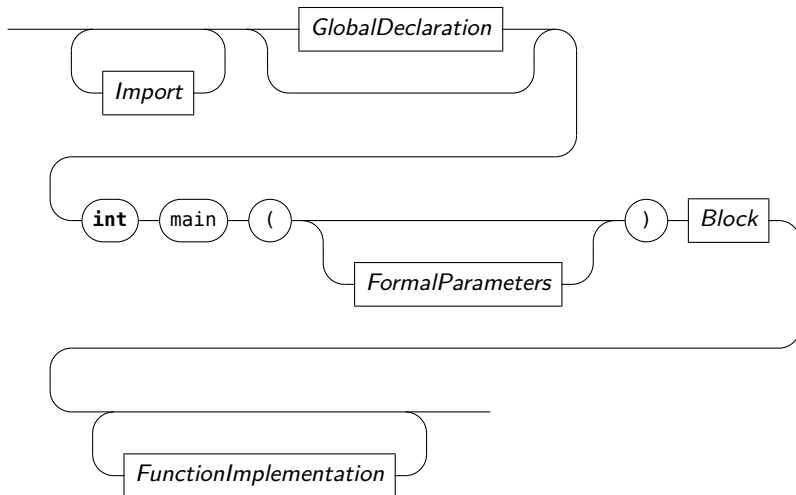 GlobalDeclaration
Import
int main ( ) Block
FormalParameters
FunctionImplementation